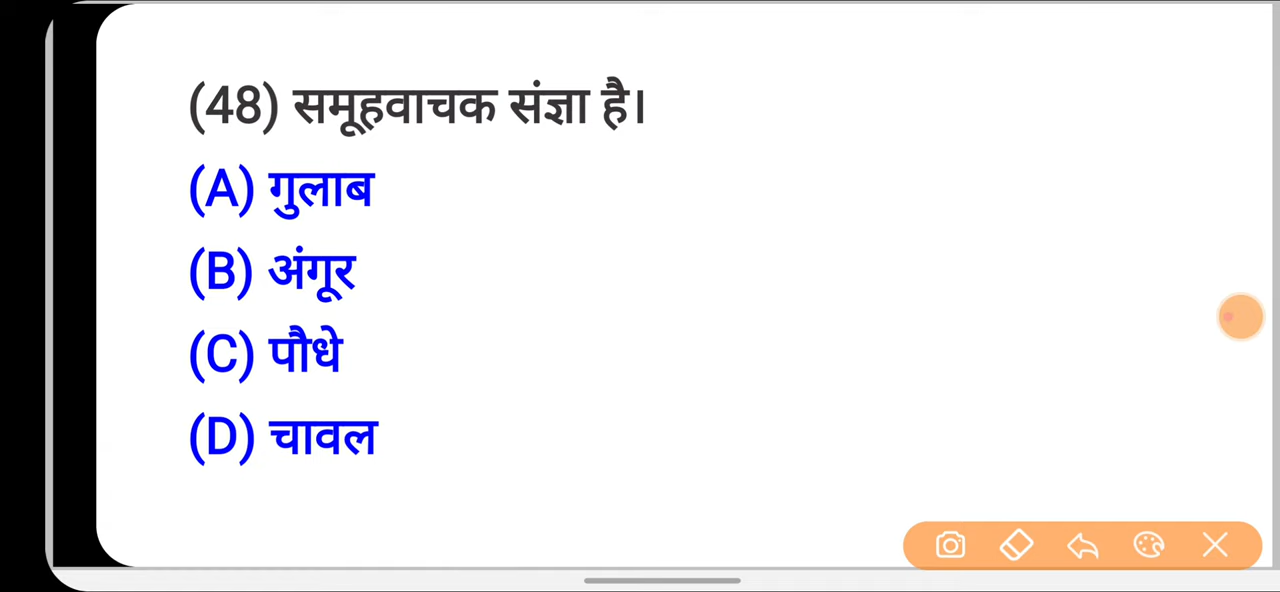 (48) समूहवाचक संज्ञा है।
(A) गुलाब
(B) अंगूर
(C) पौधे
(D) चावल